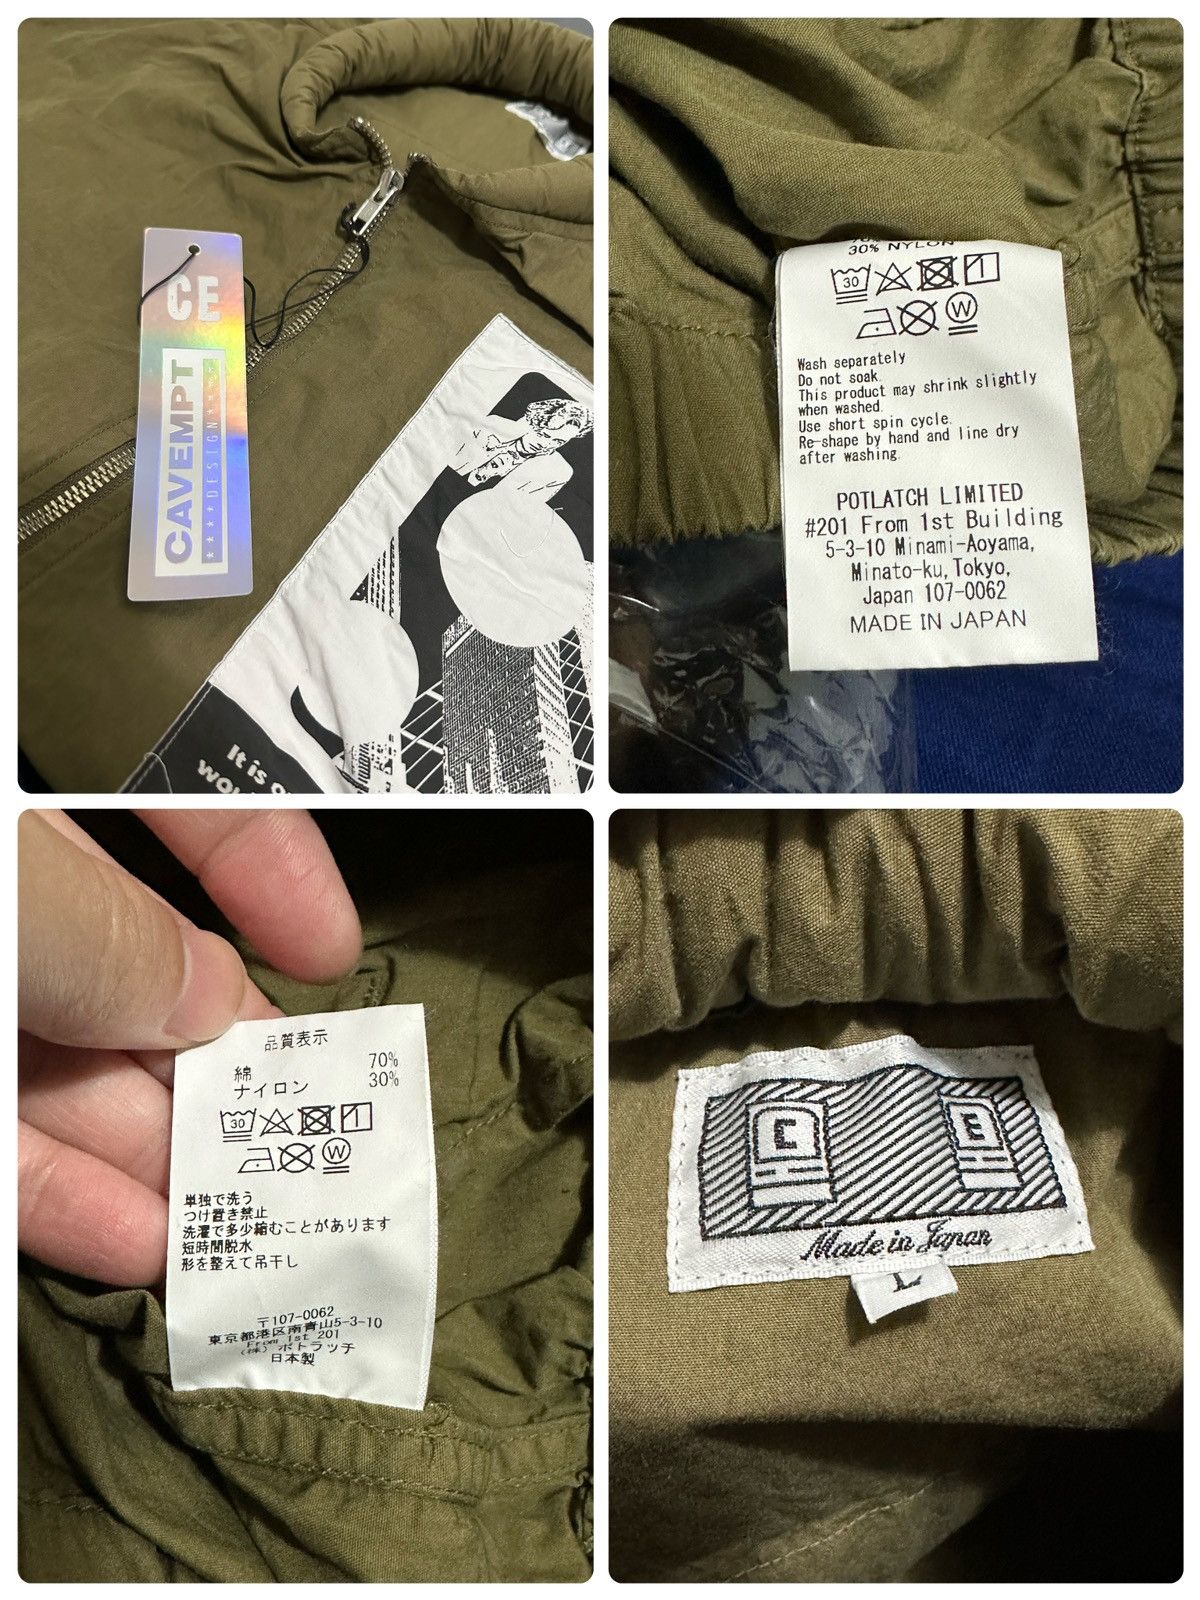 CE
CAVEMPT
★★★★DESIGN★★★★
It is
30% NYLON
30
1
W
Wash separately
Do not soak.
This product may shrink slightly
when washed.
Use short spin cycle.
Re-shape by hand and line dry
after washing.
POTLATCH LIMITED
#201 From 1st Building
5-3-10 Minami-Aoyama,
Minato-ku, Tokyo,
Japan 107-0062
MADE IN JAPAN
品質表示
綿 70%
ナイロン 30%
30
1
W
単独で洗う
つけ置き禁止
洗濯で多少縮むことがあります
短時間脱水
形を整えて吊干し
〒107-0062
東京都港区南青山5-3-10
From 1st 201
(株)ポトラッチ
日本製
Made in Japan
L